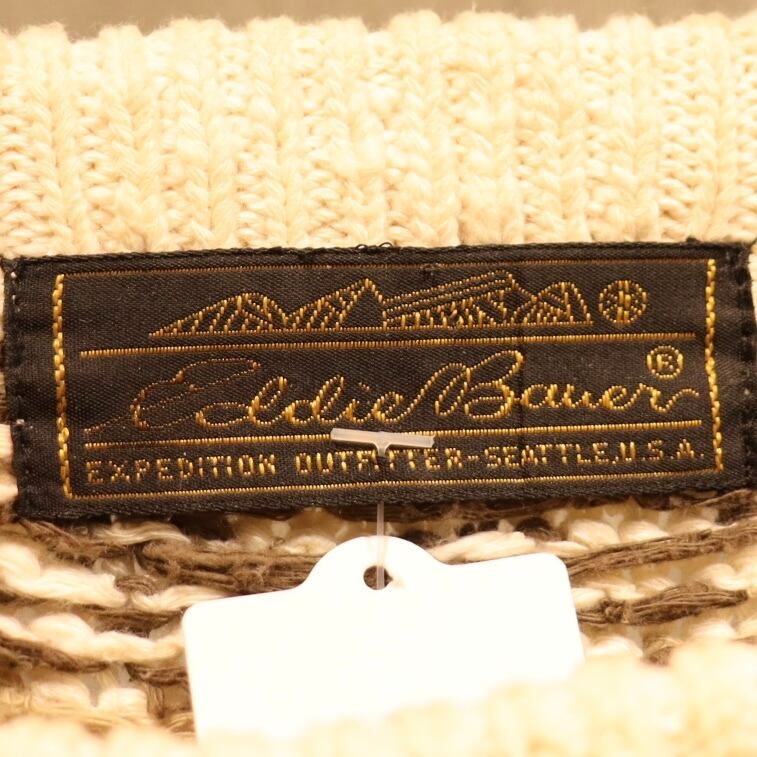 Eddie Bauer®
EXPEDITION OUTFITTER-SEATTLE,U.S.A.